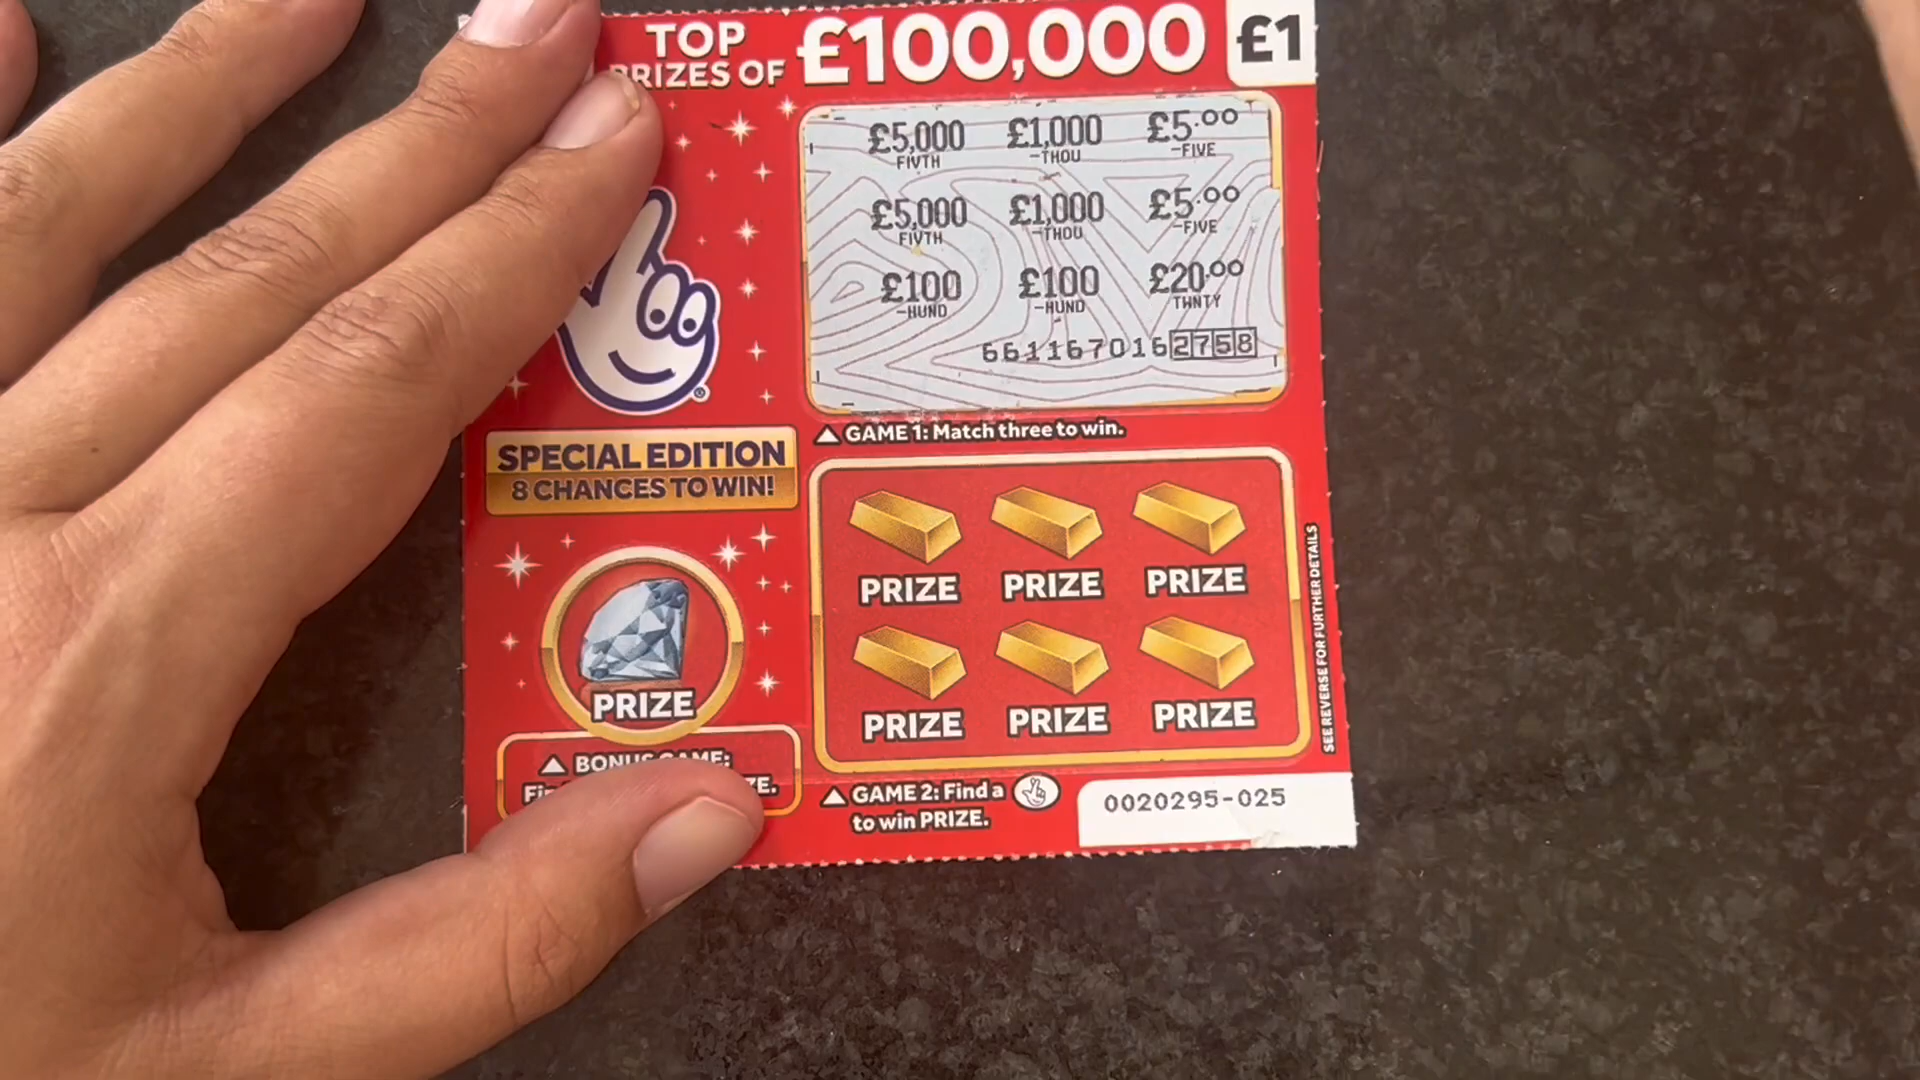 TOP
PRIZES OF £100,000
£1
£5,000 £1,000 £5.00
FIVTH -THOU -FIVE
£5,000 £1,000 £5.00
FIVTH -THOU -FIVE
£100 £100 £20.00
-HUND -HUND TWNTY
6611670162758
GAME 1: Match three to win.
SPECIAL EDITION
8 CHANCES TO WIN!
PRIZE PRIZE PRIZE
PRIZE PRIZE PRIZE
PRIZE
BONUS GAME:
GAME 2: Find a
to win PRIZE.
0020295-025
SEE REVERSE FOR FURTHER DETAILS